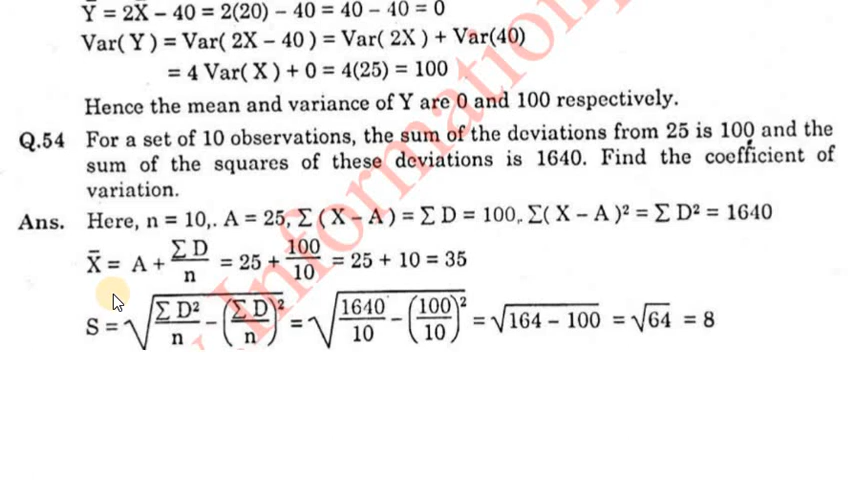 Ȳ = 2X̄ – 40 = 2(20) – 40 = 40 – 40 = 0
Var( Y ) = Var( 2X – 40 ) = Var( 2X ) + Var(40)
= 4 Var( X ) + 0 = 4(25) = 100
Hence the mean and variance of Y are 0 and 100 respectively.
Q.54 For a set of 10 observations, the sum of the deviations from 25 is 100 and the
sum of the squares of these deviations is 1640. Find the coefficient of
variation.
Ans. Here, n = 10,. A = 25, Σ ( X – A ) = Σ D = 100, Σ( X – A )² = Σ D² = 1640
X̄ = A + Σ D / n = 25 + 100 / 10 = 25 + 10 = 35
S = √(Σ D² / n – (Σ D / n)²) = √(1640 / 10 – (100 / 10)²) = √(164 – 100) = √64 = 8
Information